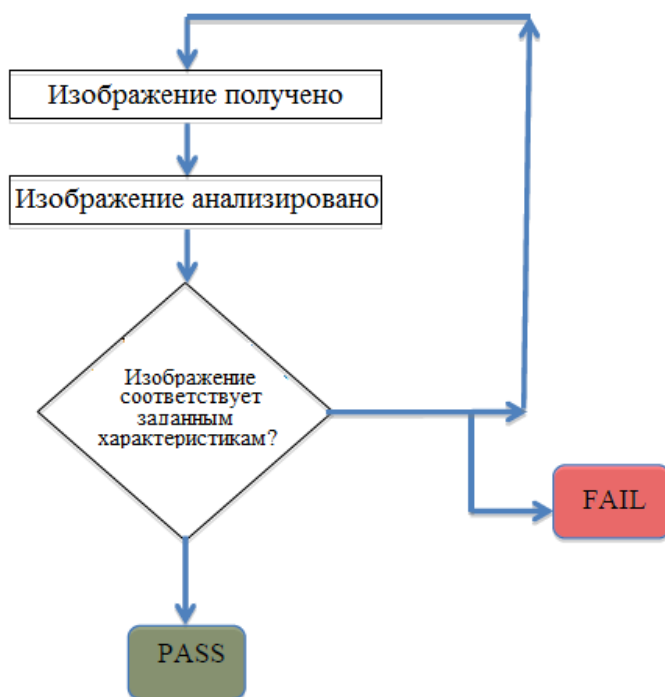 Изображение получено
Изображение анализировано
Изображение
соответствует
заданным
характеристикам?
FAIL
PASS